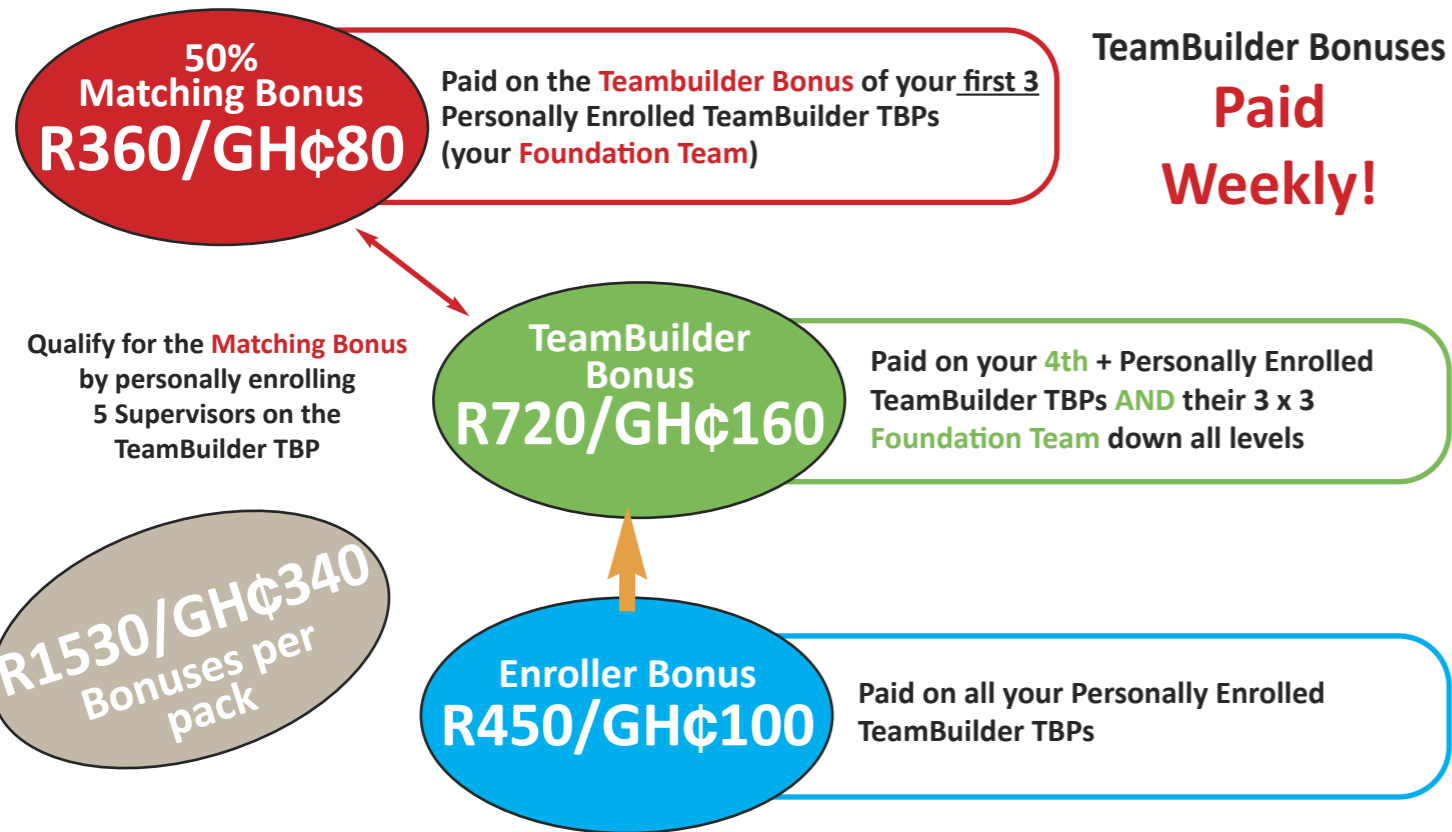 50%
Matching Bonus
R360/GH₵80
Paid on the Teambuilder Bonus of your first 3
Personally Enrolled TeamBuilder TBPs
(your Foundation Team)
TeamBuilder Bonuses
Paid
Weekly!
Qualify for the Matching Bonus
by personally enrolling
5 Supervisors on the
TeamBuilder TBP
TeamBuilder
Bonus
R720/GH₵160
Paid on your 4th + Personally Enrolled
TeamBuilder TBPs AND their 3 x 3
Foundation Team down all levels
R1530/GH₵340
Bonuses per
pack
Enroller Bonus
R450/GH₵100
Paid on all your Personally Enrolled
TeamBuilder TBPs